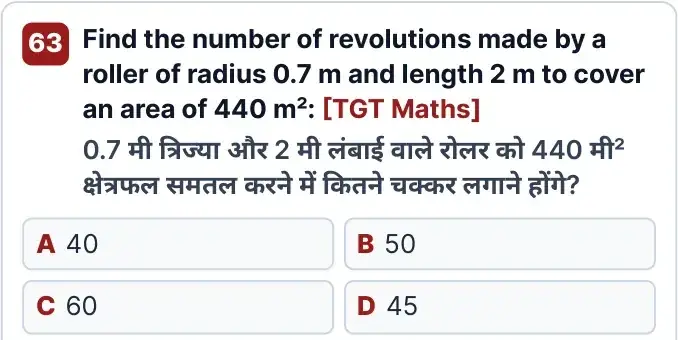 63 Find the number of revolutions made by a
roller of radius 0.7 m and length 2 m to cover
an area of 440 m²: [TGT Maths]
0.7 मी त्रिज्या और 2 मी लंबाई वाले रोलर को 440 मी²
क्षेत्रफल समतल करने में कितने चक्कर लगाने होंगे?
A 40
B 50
C 60
D 45